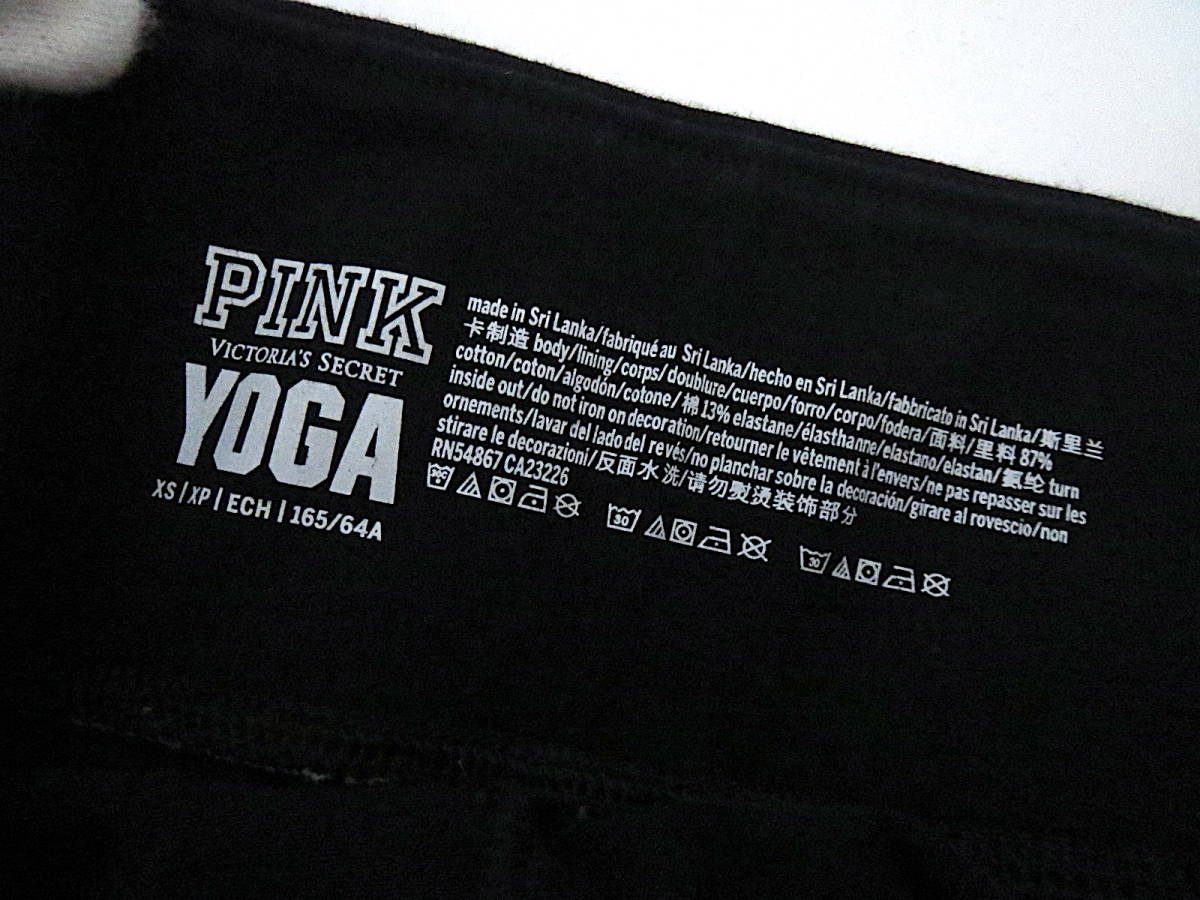 PINK
VICTORIA'S SECRET
YOGA
XS/XP | ECH | 165/64A
made in Sri Lanka/fabriqué au Sri Lanka/hecho en Sri Lanka/fabbricato in Sri Lanka/斯里兰
卡制造 body/lining/corps/doublure/cuerpo/forro/corpo/fodera/面料/里料 87%
cotton/coton/algodón/cotone/棉 13% elastane/élasthanne/elastano/elastan/氨纶 turn
inside out/do not iron on decoration/retourner le vêtement à l'envers/ne pas repasser sur les
ornements/lavar del lado del revés/no planchar sobre la decoración/girare al rovescio/non
stirare le decorazioni/反面水洗/请勿熨烫装饰部分
RN54867 CA23226
30 30